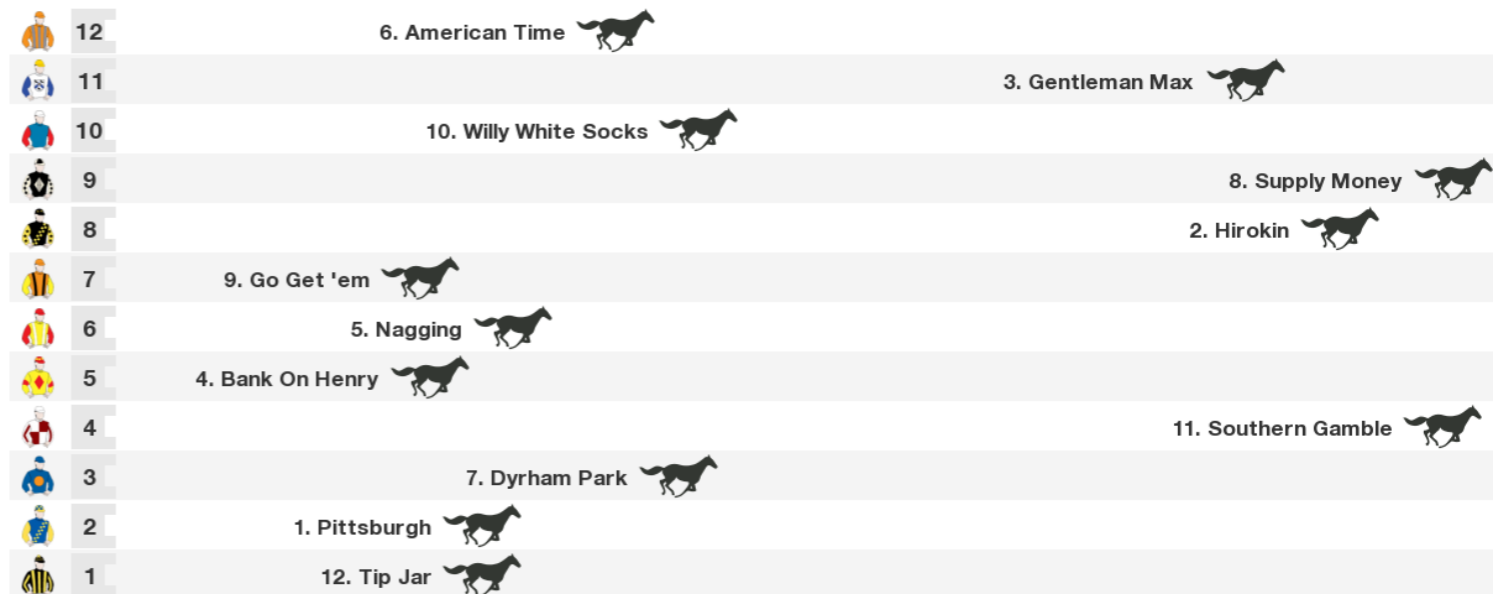 12 6. American Time
11 3. Gentleman Max
10 10. Willy White Socks
9 8. Supply Money
8 2. Hirokin
7 9. Go Get 'em
6 5. Nagging
5 4. Bank On Henry
4 11. Southern Gamble
3 7. Dyrham Park
2 1. Pittsburgh
1 12. Tip Jar